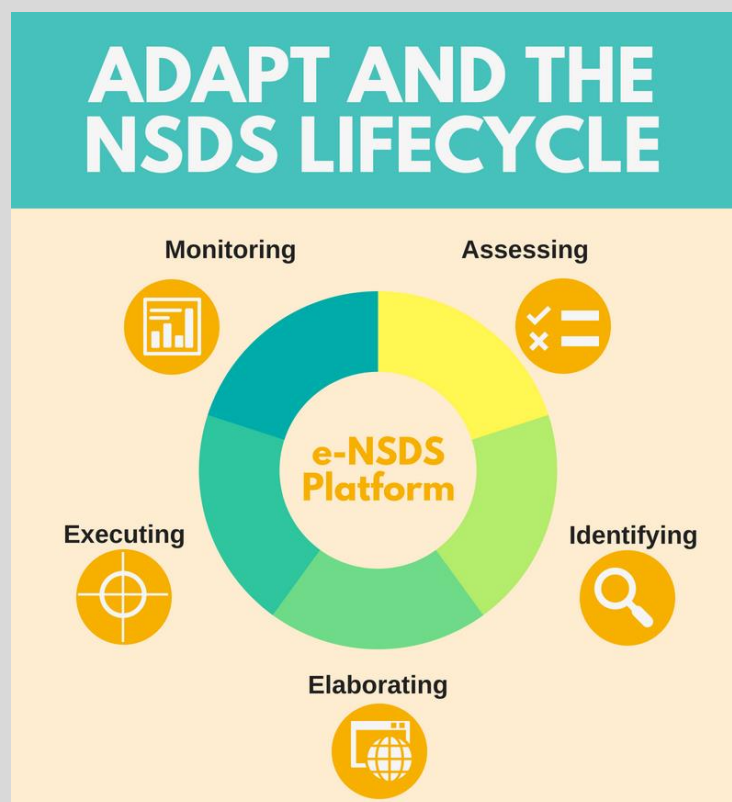 ADAPT AND THE
NSDS LIFECYCLE
Monitoring
Assessing
e-NSDS
Platform
Executing
Identifying
Elaborating